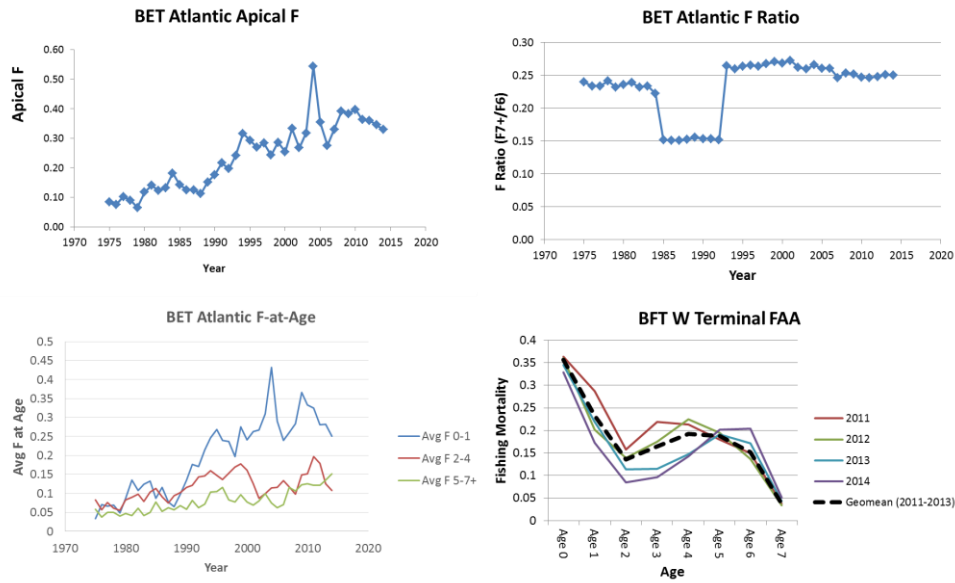 BET Atlantic Apical F
0.60
0.50
0.40
0.30
0.20
0.10
0.00
Apical F
1970 1975 1980 1985 1990 1995 2000 2005 2010 2015 2020
Year
BET Atlantic F Ratio
0.30
0.25
0.20
0.15
0.10
0.05
0.00
F Ratio (F7+/F6)
1970 1975 1980 1985 1990 1995 2000 2005 2010 2015 2020
Year
BET Atlantic F-at-Age
0.5
0.45
0.4
0.35
0.3
0.25
0.2
0.15
0.1
0.05
0
Avg F at Age
1970 1980 1990 2000 2010 2020
Year
Avg F 0-1
Avg F 2-4
Avg F 5-7+
BFT W Terminal FAA
0.4
0.35
0.3
0.25
0.2
0.15
0.1
0.05
0
Fishing Mortality
Age 0
Age 1
Age 2
Age 3
Age 4
Age 5
Age 6
Age 7
Age
2011
2012
2013
2014
Geomean (2011-2013)